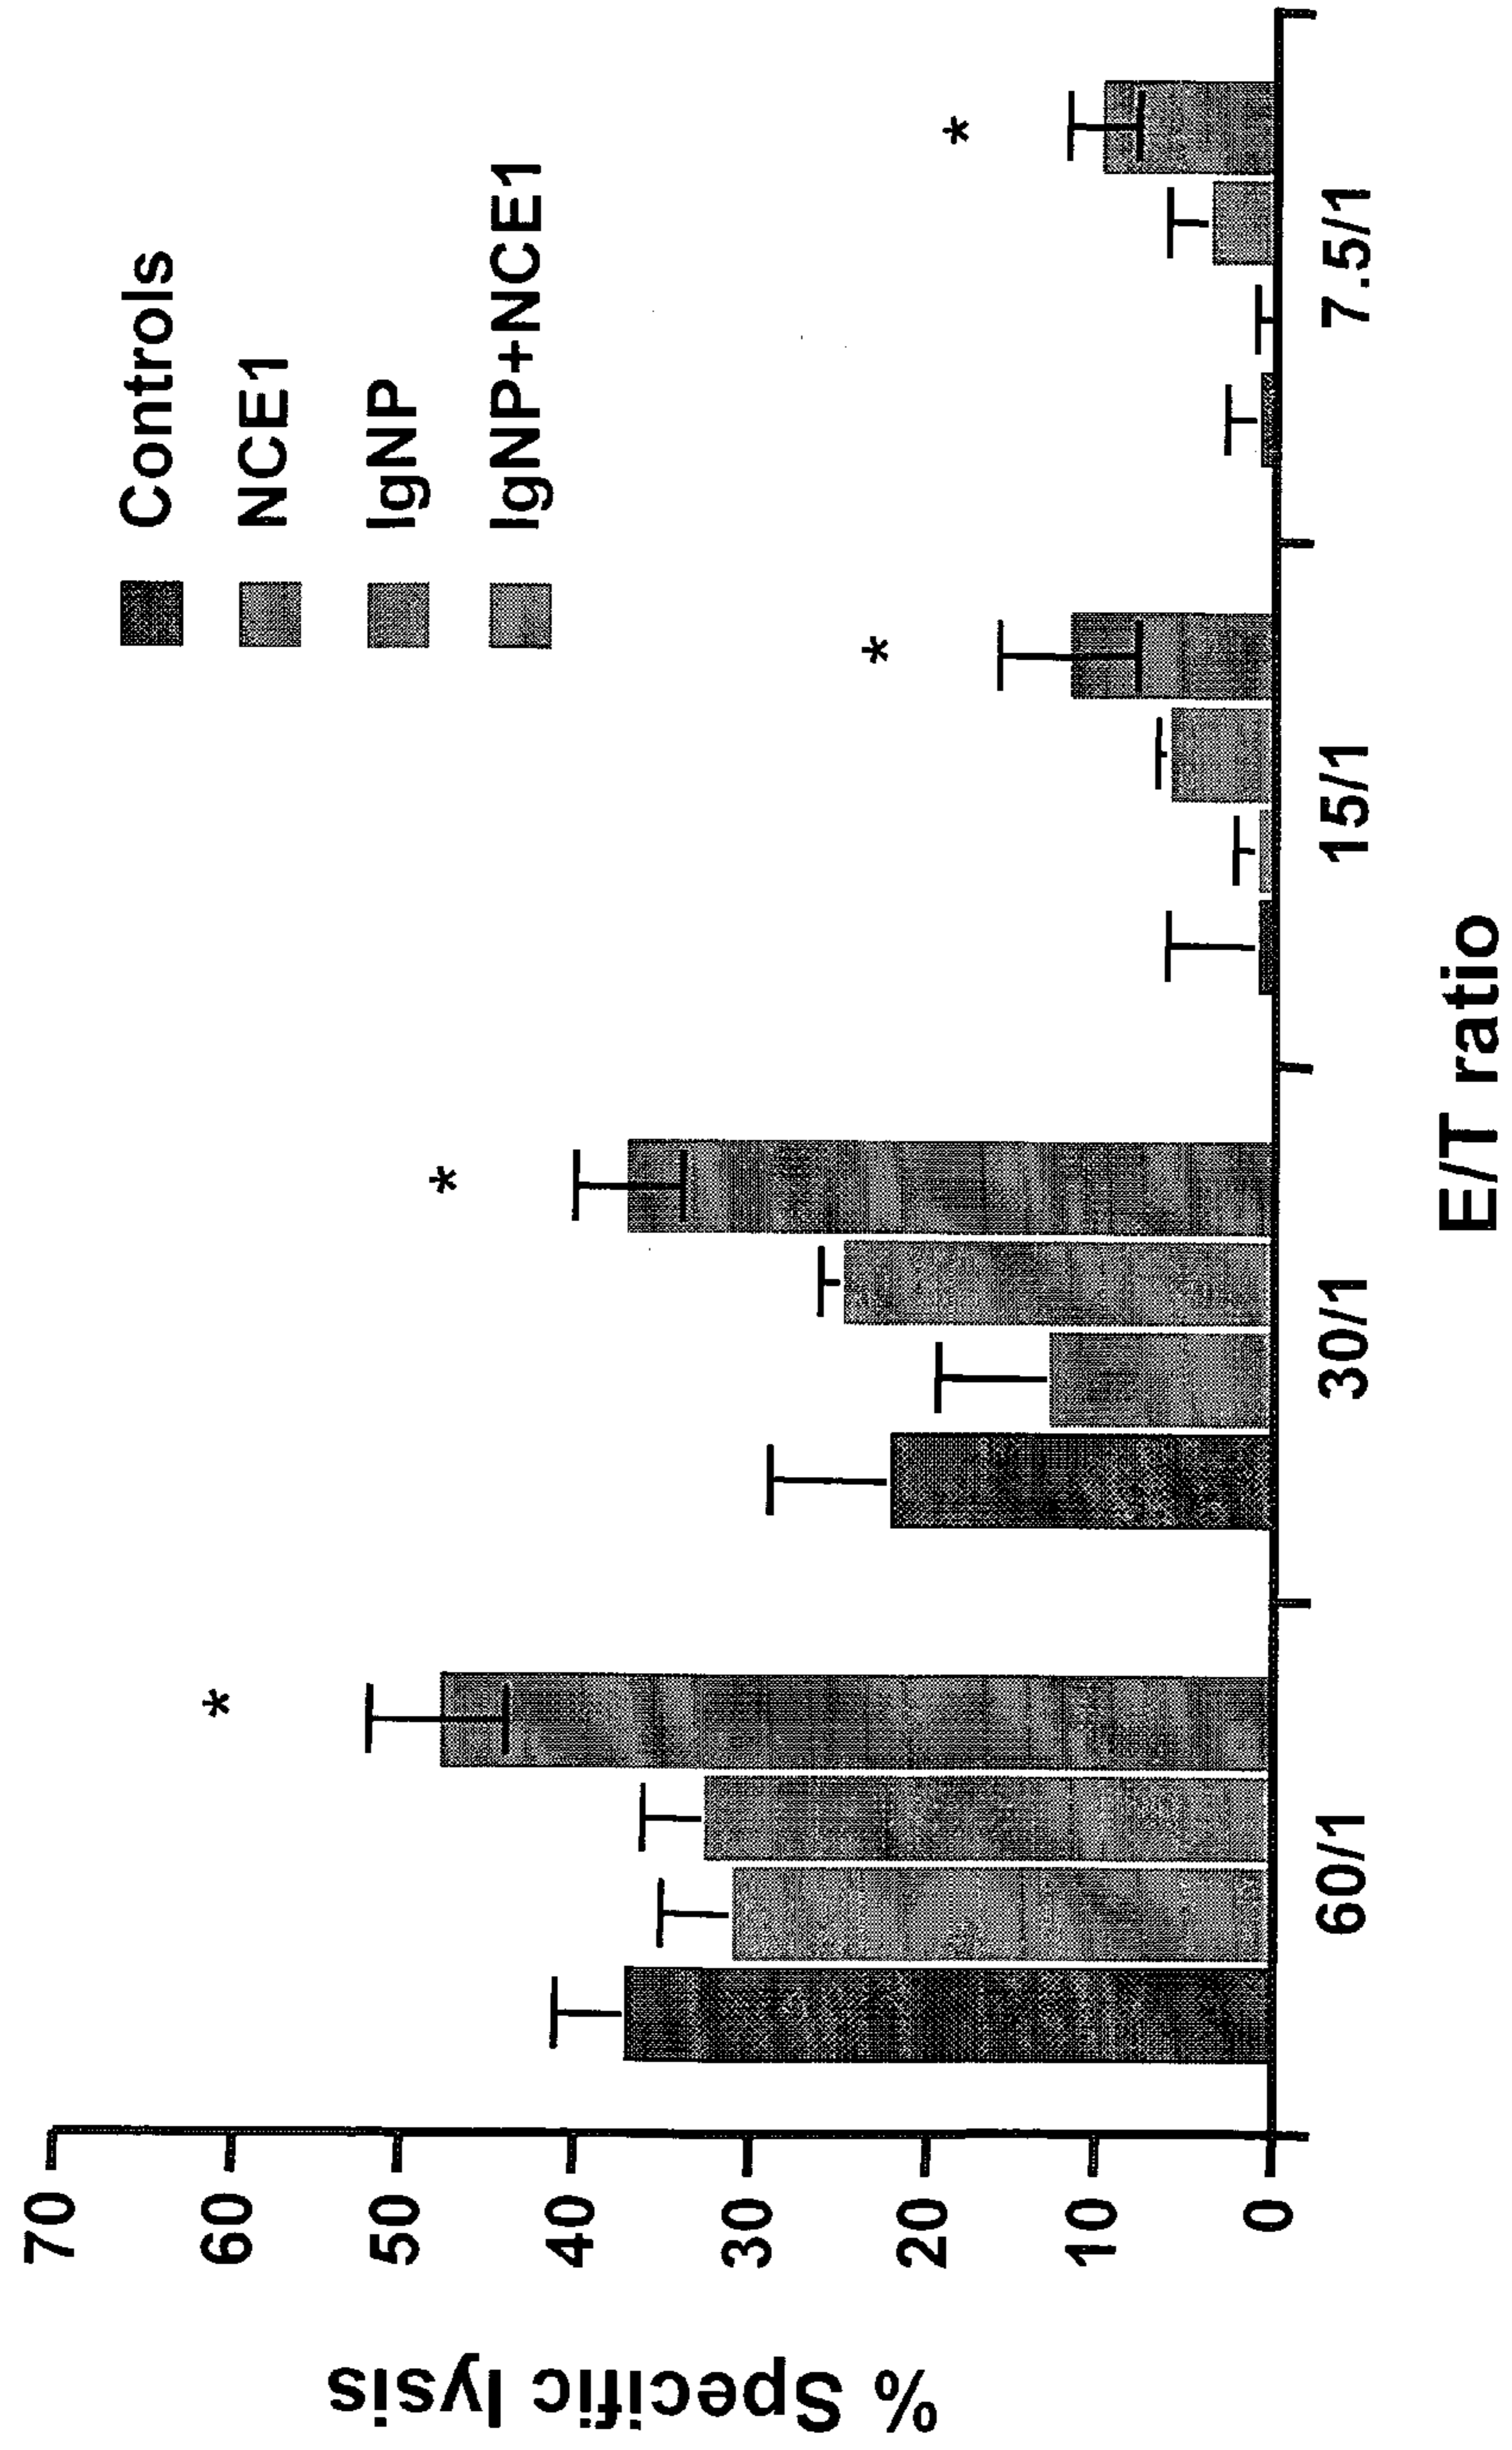 Controls
NCE1
IgNP
IgNP+NCE1
*
*
*
*
70
60
50
40
30
20
10
0
% Specific lysis
60/1
30/1
15/1
7.5/1
E/T ratio